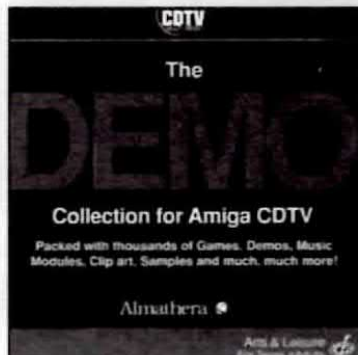 CDTV
The
DEMO
Collection for Amiga CDTV
Packed with thousands of Games, Demos, Music
Modules, Clip art, Samples and much, much more!
Almathera
Arts & Leisure